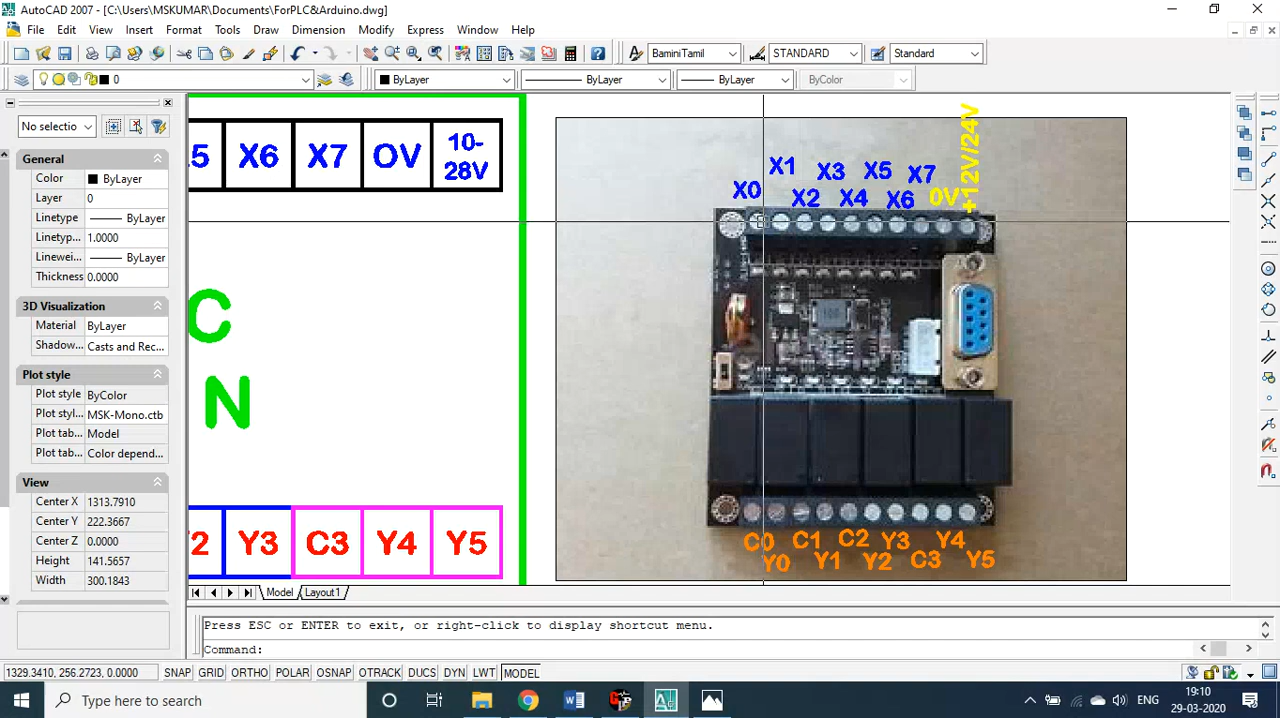 AutoCAD 2007 - [C:\Users\MSKUMAR\Documents\ForPLC&Arduino.dwg]
File Edit View Insert Format Tools Draw Dimension Modify Express Window Help
BaminiTamil STANDARD Standard
0 ByLayer ByLayer ByLayer ByColor
No selectio
General
Color ByLayer
Layer 0
Linetype ByLayer
Linetyp... 1.0000
Lineweig... ByLayer
Thickness 0.0000
3D Visualization
Material ByLayer
Shadow... Casts and Rec...
Plot style
Plot style ByColor
Plot styl... MSK-Mono.ctb
Plot tab... Model
Plot tab... Color depend...
View
Center X 1313.7910
Center Y 222.3667
Center Z 0.0000
Height 141.5657
Width 300.1843
5 X6 X7 OV 10-
28V
C
N
2 Y3 C3 Y4 Y5
X0 X1 X2 X3 X4 X5 X6 X7 0V +12V/24V
C0 Y0 C1 Y1 C2 Y2 Y3 C3 Y4 Y5
Model Layout1
Press ESC or ENTER to exit, or right-click to display shortcut menu.
Command:
1329.3410, 256.2723, 0.0000 SNAP GRID ORTHO POLAR OSNAP OTRACK DUCS DYN LWT MODEL
Type here to search
ENG
19:10
29-03-2020